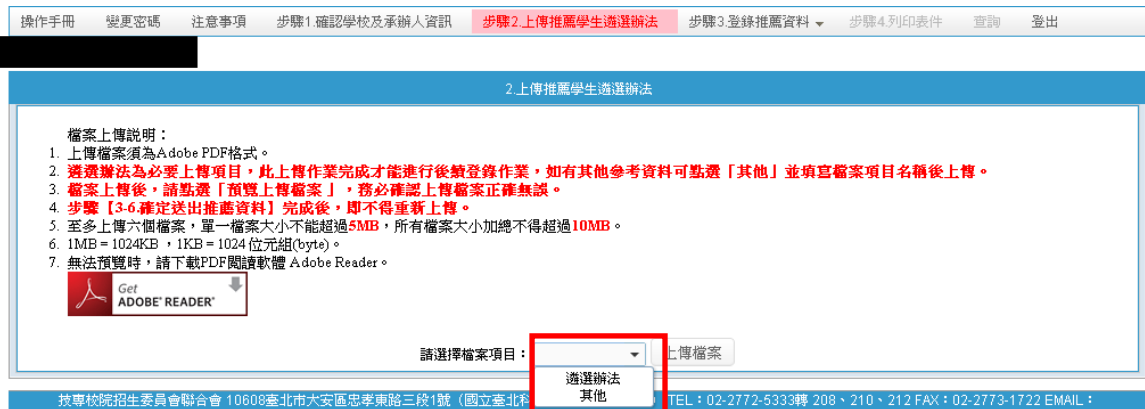 操作手冊 變更密碼 注意事項 步驟1.確認學校及承辦人資訊 步驟2.上傳推薦學生遴選辦法 步驟3.登錄推薦資料 步驟4.列印表件 查詢 登出
2.上傳推薦學生遴選辦法
檔案上傳說明：
1. 上傳檔案須為Adobe PDF格式。
2. 遴選辦法為必要上傳項目，此上傳作業完成才能進行後續登錄作業，如有其他參考資料可點選「其他」並填寫檔案項目名稱後上傳。
3. 檔案上傳後，請點選「預覽上傳檔案 」，務必確認上傳檔案正確無誤。
4. 步驟【3-6.確定送出推薦資料】完成後，即不得重新上傳。
5. 至多上傳六個檔案，單一檔案大小不能超過5MB，所有檔案大小加總不得超過10MB。
6. 1MB = 1024KB ，1KB = 1024 位元組(byte)。
7. 無法預覽時，請下載PDF閱讀軟體 Adobe Reader。
Get
ADOBE® READER®
請選擇檔案項目： 上傳檔案
遴選辦法
其他
技專校院招生委員會聯合會 10608臺北市大安區忠孝東路三段1號（國立臺北科 TEL：02-2772-5333轉 208、210、212 FAX：02-2773-1722 EMAIL：